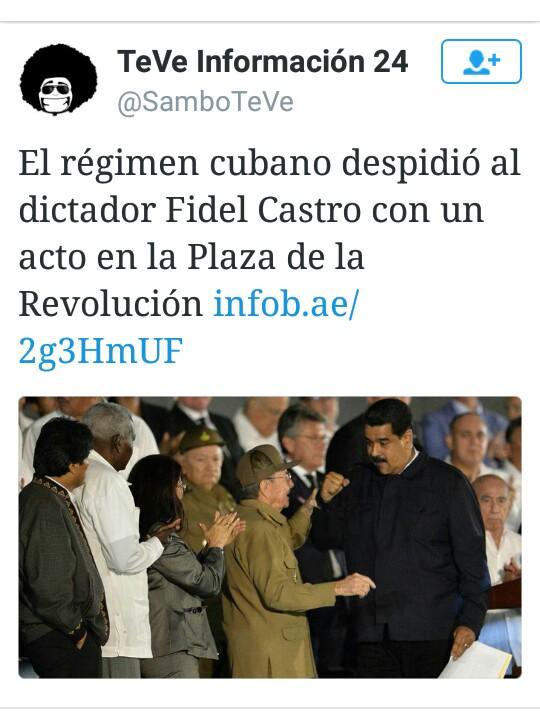 TeVe Información 24
@SamboTeVe
El régimen cubano despidió al
dictador Fidel Castro con un
acto en la Plaza de la
Revolución infob.ae/
2g3HmUF